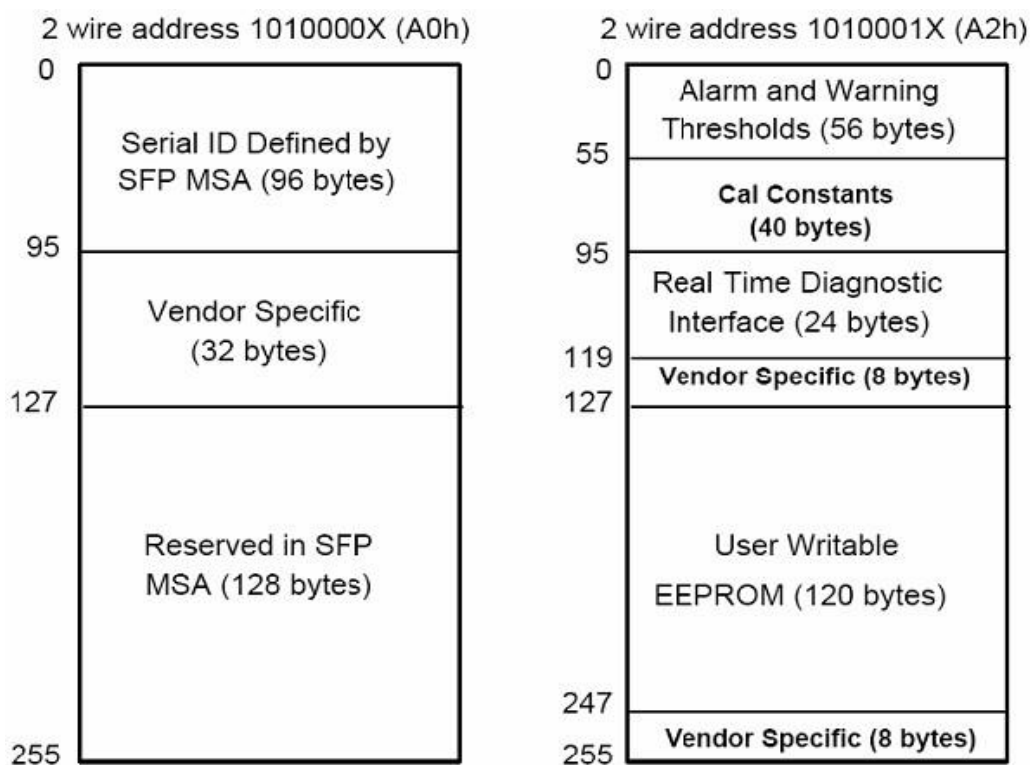 2 wire address 1010000X (A0h)
0
Serial ID Defined by
SFP MSA (96 bytes)
95
Vendor Specific
(32 bytes)
127
Reserved in SFP
MSA (128 bytes)
255
2 wire address 1010001X (A2h)
0
Alarm and Warning
Thresholds (56 bytes)
55
Cal Constants
(40 bytes)
95
Real Time Diagnostic
Interface (24 bytes)
119
Vendor Specific (8 bytes)
127
User Writable
EEPROM (120 bytes)
247
Vendor Specific (8 bytes)
255